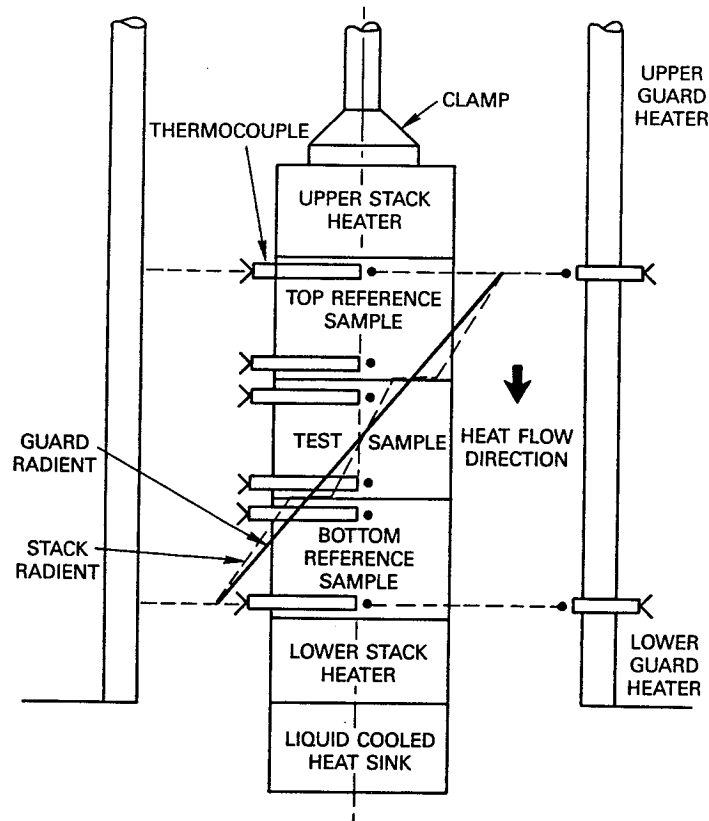 UPPER
GUARD
HEATER
CLAMP
THERMOCOUPLE
UPPER STACK
HEATER
TOP REFERENCE
SAMPLE
TEST SAMPLE
HEAT FLOW
DIRECTION
GUARD
RADIENT
STACK
RADIENT
BOTTOM
REFERENCE
SAMPLE
LOWER STACK
HEATER
LOWER
GUARD
HEATER
LIQUID COOLED
HEAT SINK